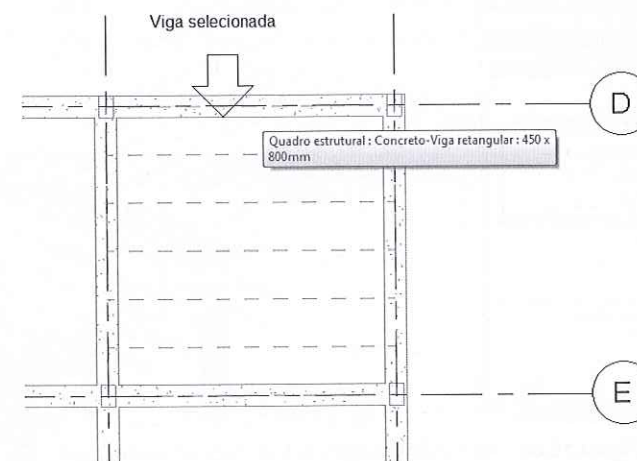 Viga selecionada
D
Quadro estrutural : Concreto-Viga retangular : 450 x
800mm
E